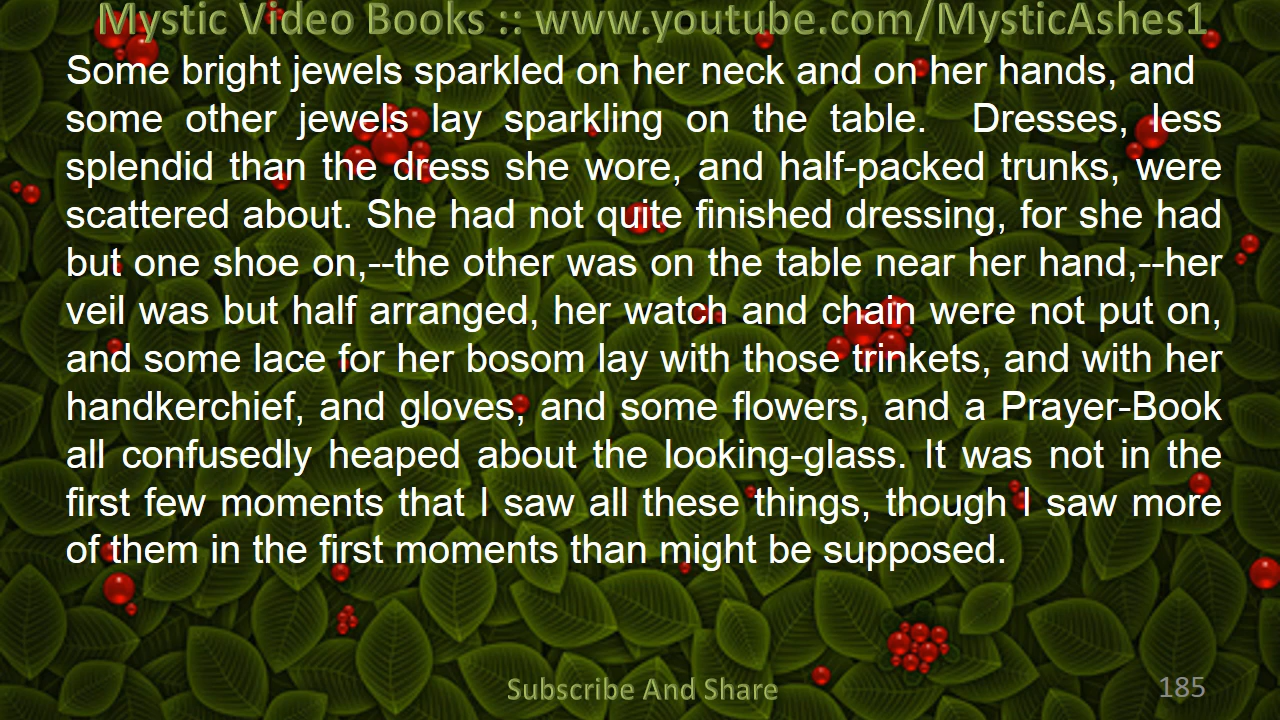 Mystic Video Books :: www.youtube.com/MysticAshes1
Some bright jewels sparkled on her neck and on her hands, and
some other jewels lay sparkling on the table. Dresses, less
splendid than the dress she wore, and half-packed trunks, were
scattered about. She had not quite finished dressing, for she had
but one shoe on,--the other was on the table near her hand,--her
veil was but half arranged, her watch and chain were not put on,
and some lace for her bosom lay with those trinkets, and with her
handkerchief, and gloves, and some flowers, and a Prayer-Book
all confusedly heaped about the looking-glass. It was not in the
first few moments that I saw all these things, though I saw more
of them in the first moments than might be supposed.
Subscribe And Share
185